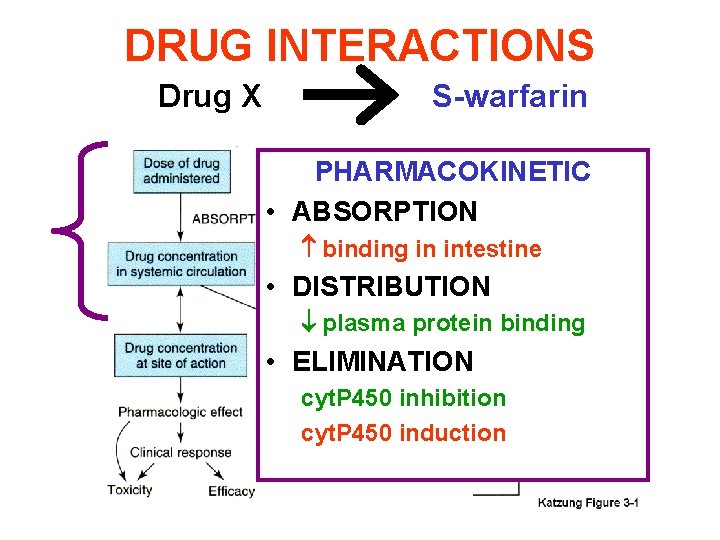 DRUG INTERACTIONS
Drug X → S-warfarin
Dose of drug
administered
ABSORPT
Drug concentration
in systemic circulation
Drug concentration
at site of action
Pharmacologic effect
Clinical response
Toxicity Efficacy
PHARMACOKINETIC
• ABSORPTION
↑ binding in intestine
• DISTRIBUTION
↓ plasma protein binding
• ELIMINATION
cyt.P450 inhibition
cyt.P450 induction
Katzung Figure 3-1